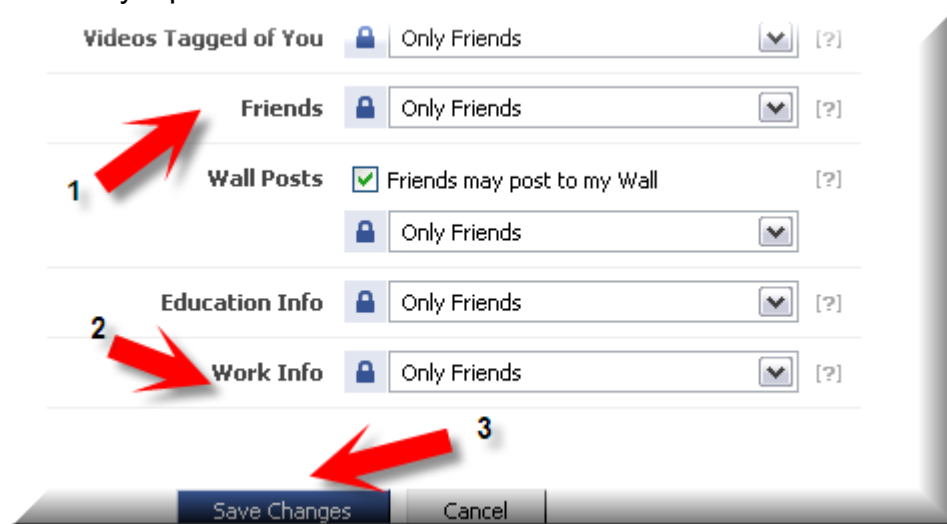 Videos Tagged of You Only Friends [?]
Friends Only Friends [?]
1
Wall Posts Friends may post to my Wall [?]
Only Friends
Education Info Only Friends [?]
2
Work Info Only Friends [?]
3
Save Changes Cancel